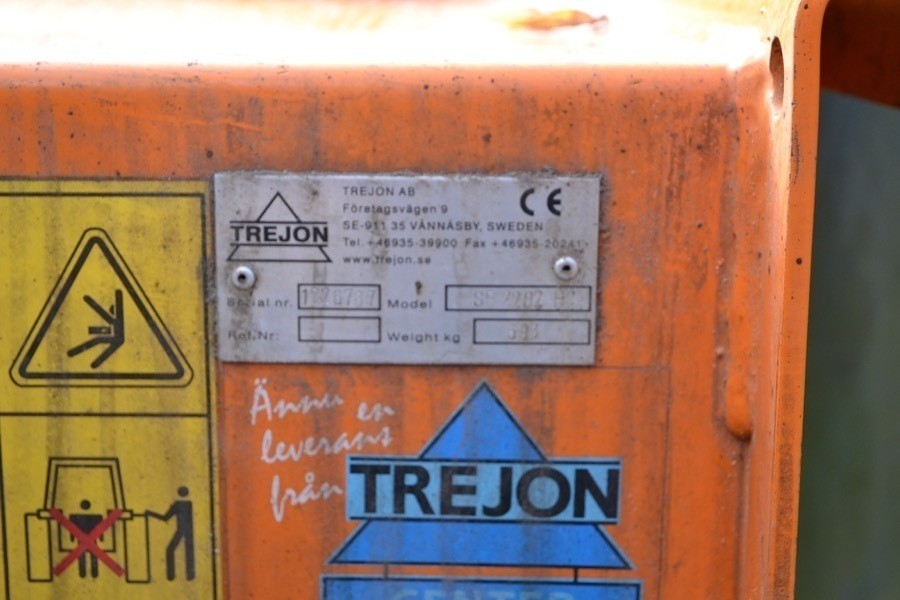 TREJON
TREJON AB
Företagsvägen 9
SE-911 35 VÄNNÄSBY, SWEDEN
Tel. +46935-39900 Fax +46935-20241
www.trejon.se
CE
Serial nr. Model
Ref.Nr: Weight kg
Ännu en
leverans
från
TREJON
CENTER